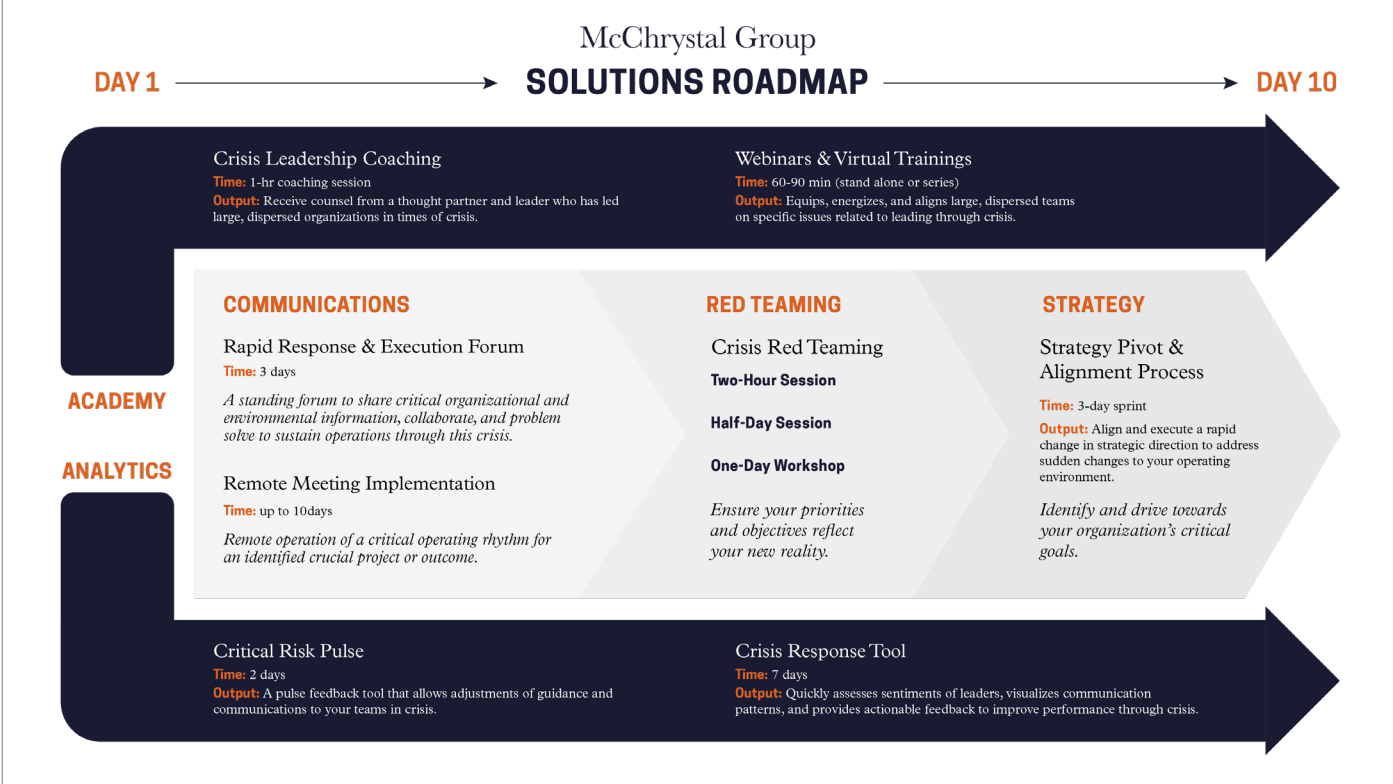 McChrystal Group
DAY 1
SOLUTIONS ROADMAP
DAY 10
Crisis Leadership Coaching
Time: 1-hr coaching session
Output: Receive counsel from a thought partner and leader who has led
large, dispersed organizations in times of crisis.
Webinars & Virtual Trainings
Time: 60-90 min (stand alone or series)
Output: Equips, energizes, and aligns large, dispersed teams
on specific issues related to leading through crisis.
ACADEMY
COMMUNICATIONS
Rapid Response & Execution Forum
Time: 3 days
A standing forum to share critical organizational and
environmental information, collaborate, and problem
solve to sustain operations through this crisis.
Remote Meeting Implementation
Time: up to 10days
Remote operation of a critical operating rhythm for
an identified crucial project or outcome.
RED TEAMING
Crisis Red Teaming
Two-Hour Session
Half-Day Session
One-Day Workshop
Ensure your priorities
and objectives reflect
your new reality.
STRATEGY
Strategy Pivot &
Alignment Process
Time: 3-day sprint
Output: Align and execute a rapid
change in strategic direction to address
sudden changes to your operating
environment.
Identify and drive towards
your organization's critical
goals.
ANALYTICS
Critical Risk Pulse
Time: 2 days
Output: A pulse feedback tool that allows adjustments of guidance and
communications to your teams in crisis.
Crisis Response Tool
Time: 7 days
Output: Quickly assesses sentiments of leaders, visualizes communication
patterns, and provides actionable feedback to improve performance through crisis.